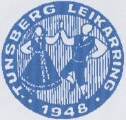 TUNSBERG LEIKARRING
· 1948 ·